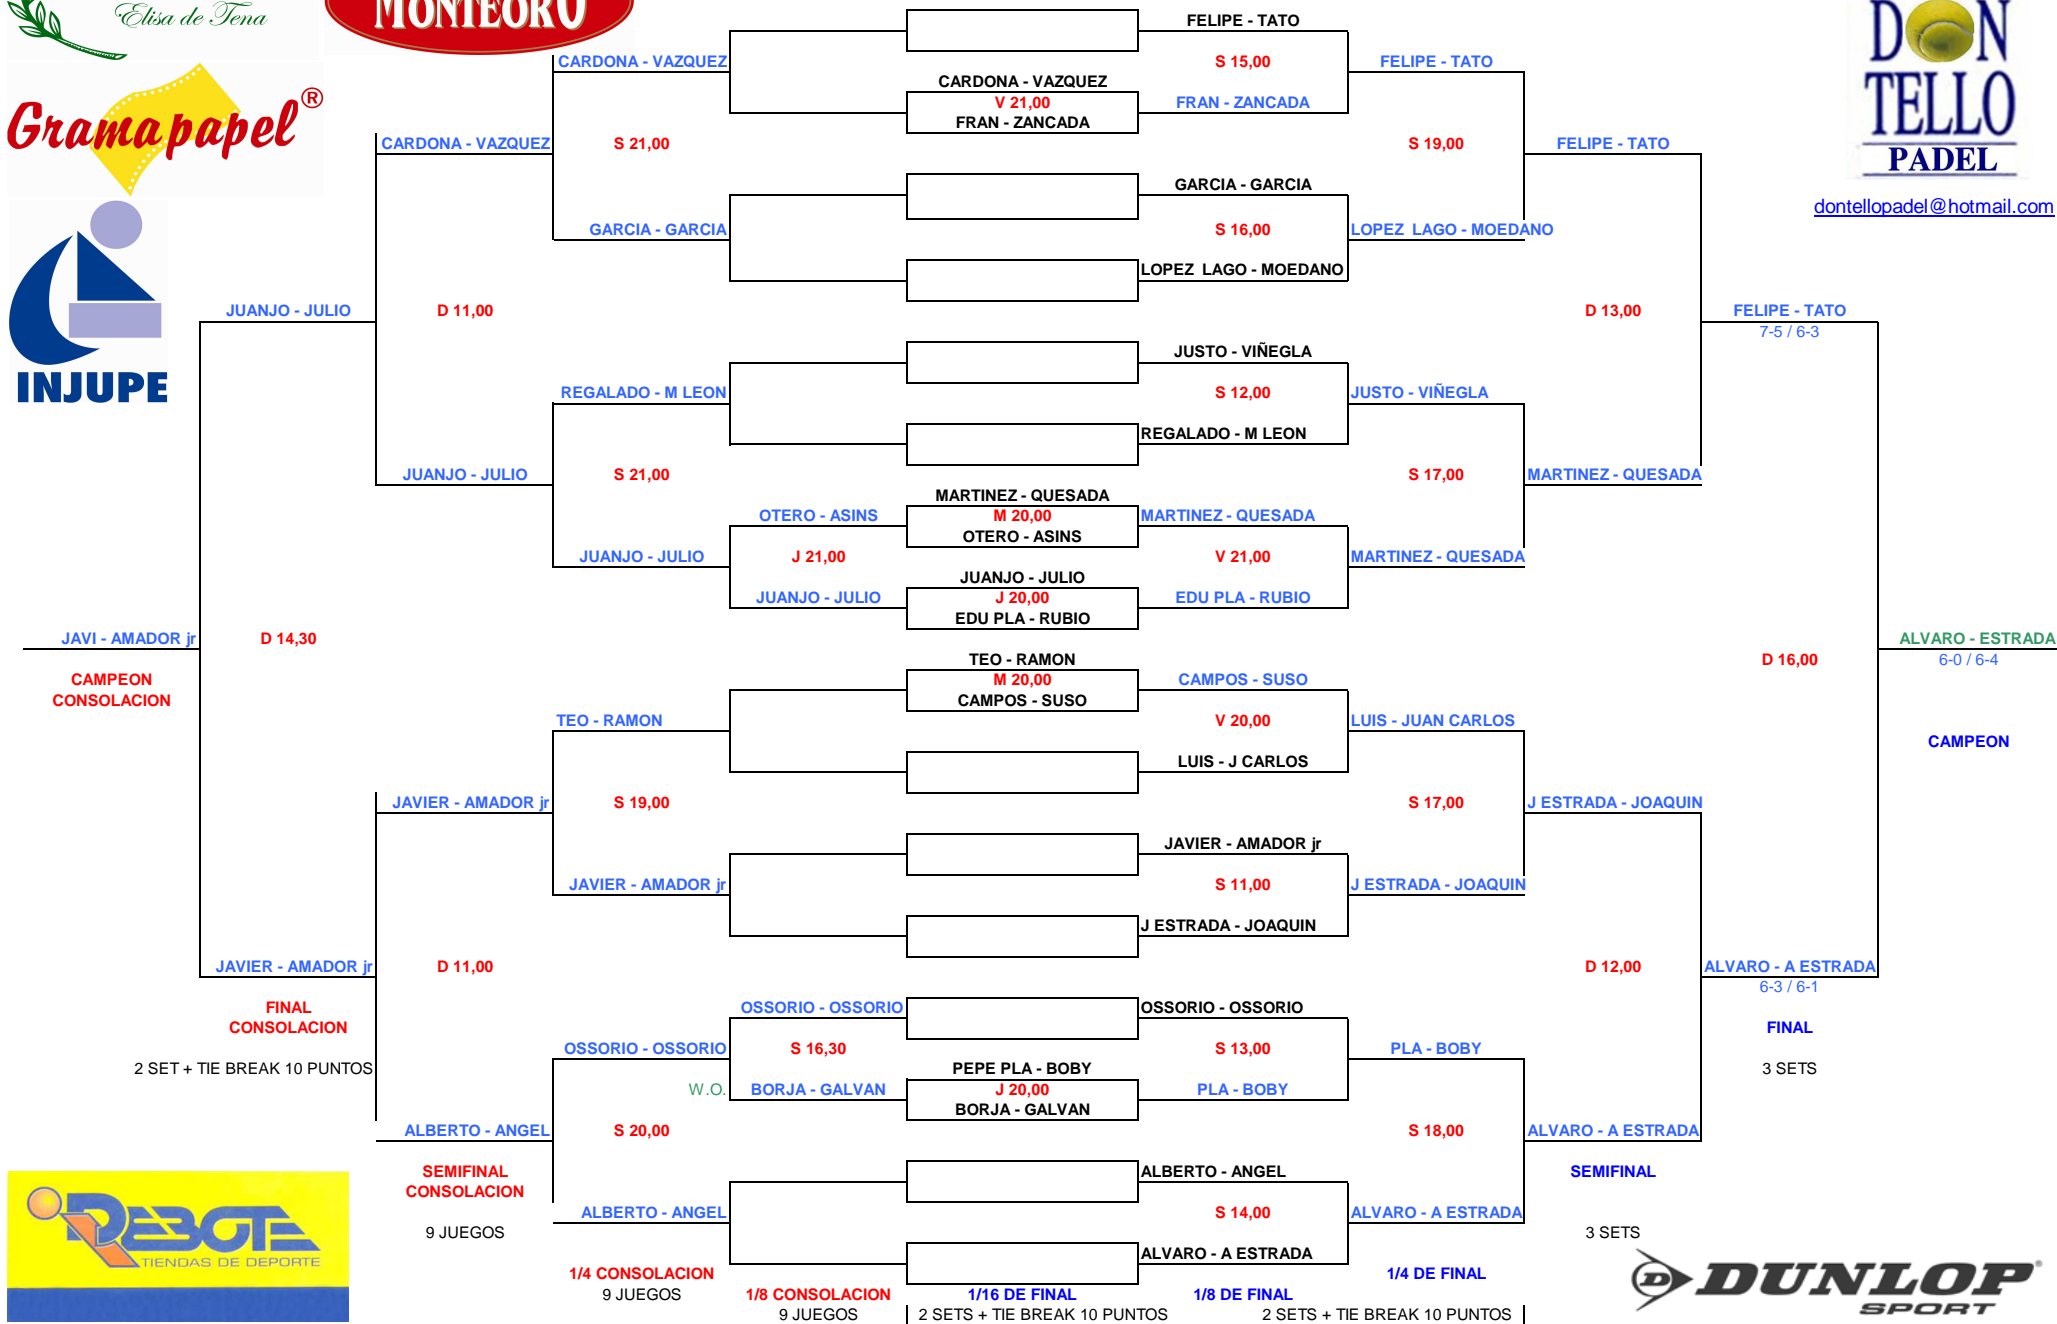 Elisa de Tena
MONTEORO
DON
TELLO
PADEL
dontellopadel@hotmail.com
Gramapapel®
INJUPE
FELIPE - TATO
CARDONA - VAZQUEZ
S 15,00
FELIPE - TATO
CARDONA - VAZQUEZ
V 21,00
FRAN - ZANCADA
FRAN - ZANCADA
CARDONA - VAZQUEZ
S 21,00
S 19,00
FELIPE - TATO
GARCIA - GARCIA
GARCIA - GARCIA
S 16,00
LOPEZ LAGO - MOEDANO
LOPEZ LAGO - MOEDANO
JUANJO - JULIO
D 11,00
D 13,00
FELIPE - TATO
7-5 / 6-3
JUSTO - VIÑEGLA
REGALADO - M LEON
S 12,00
JUSTO - VIÑEGLA
REGALADO - M LEON
JUANJO - JULIO
S 21,00
S 17,00
MARTINEZ - QUESADA
MARTINEZ - QUESADA
OTERO - ASINS
M 20,00
MARTINEZ - QUESADA
OTERO - ASINS
JUANJO - JULIO
J 21,00
V 21,00
MARTINEZ - QUESADA
JUANJO - JULIO
JUANJO - JULIO
J 20,00
EDU PLA - RUBIO
EDU PLA - RUBIO
JAVI - AMADOR jr
D 14,30
ALVARO - ESTRADA
TEO - RAMON
D 16,00
6-0 / 6-4
CAMPEON
CONSOLACION
M 20,00
CAMPOS - SUSO
CAMPOS - SUSO
TEO - RAMON
V 20,00
LUIS - JUAN CARLOS
CAMPEON
LUIS - J CARLOS
JAVIER - AMADOR jr
S 19,00
S 17,00
J ESTRADA - JOAQUIN
JAVIER - AMADOR jr
JAVIER - AMADOR jr
S 11,00
J ESTRADA - JOAQUIN
J ESTRADA - JOAQUIN
JAVIER - AMADOR jr
D 11,00
D 12,00
ALVARO - A ESTRADA
6-3 / 6-1
FINAL
CONSOLACION
OSSORIO - OSSORIO
OSSORIO - OSSORIO
FINAL
OSSORIO - OSSORIO
S 16,30
S 13,00
PLA - BOBY
2 SET + TIE BREAK 10 PUNTOS
PEPE PLA - BOBY
3 SETS
W.O.
BORJA - GALVAN
J 20,00
PLA - BOBY
BORJA - GALVAN
ALBERTO - ANGEL
S 20,00
S 18,00
ALVARO - A ESTRADA
SEMIFINAL
CONSOLACION
ALBERTO - ANGEL
SEMIFINAL
ALBERTO - ANGEL
S 14,00
ALVARO - A ESTRADA
9 JUEGOS
3 SETS
ALVARO - A ESTRADA
1/4 CONSOLACION
9 JUEGOS
1/4 DE FINAL
1/8 CONSOLACION
9 JUEGOS
1/16 DE FINAL
1/8 DE FINAL
2 SETS + TIE BREAK 10 PUNTOS
2 SETS + TIE BREAK 10 PUNTOS
REBOTE
TIENDAS DE DEPORTE
DUNLOP
SPORT